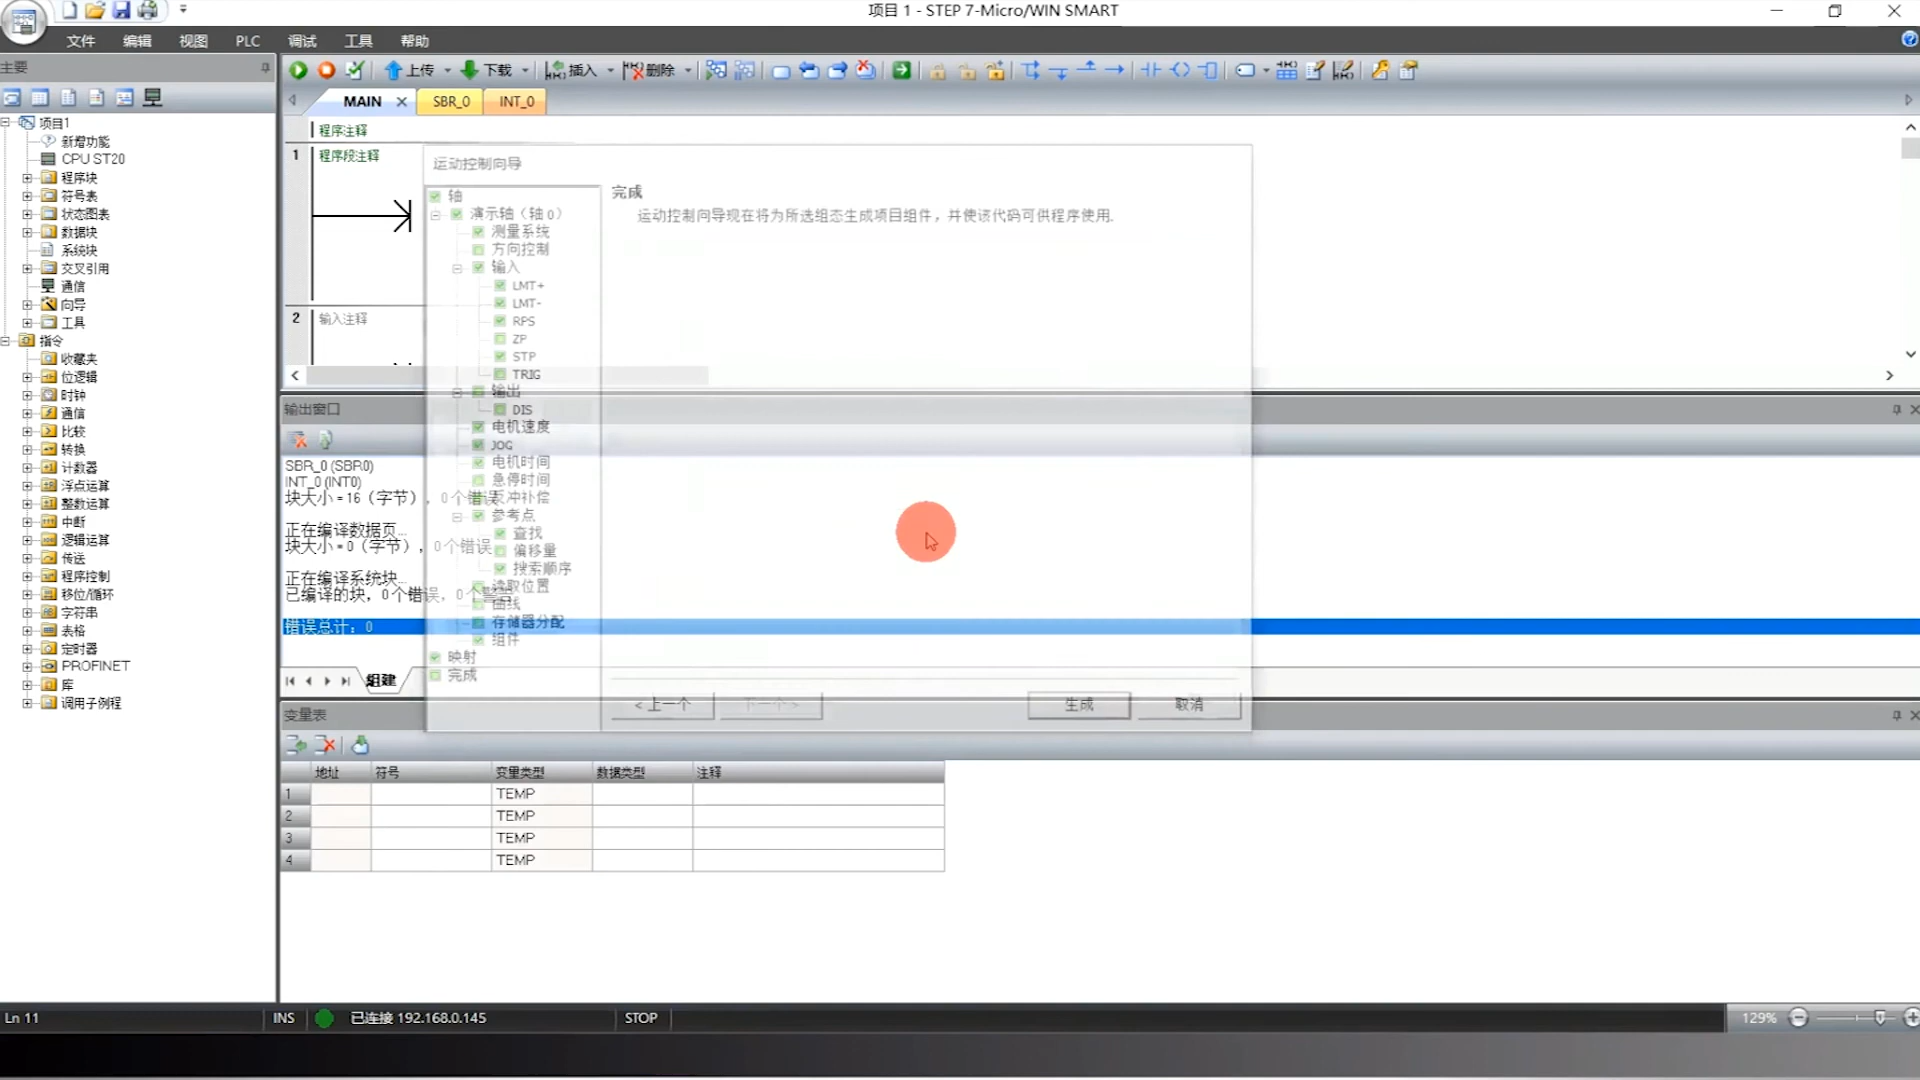 项目 1 - STEP 7-Micro/WIN SMART
文件 编辑 视图 PLC 调试 工具 帮助
主要
上传 下载 插入 删除
MAIN SBR_0 INT_0
项目1
新增功能
CPU ST20
程序块
符号表
状态图表
数据块
系统块
交叉引用
通信
向导
工具
指令
收藏夹
位逻辑
时钟
通信
比较
转换
计数器
浮点运算
整数运算
中断
逻辑运算
传送
程序控制
移位/循环
字符串
表格
定时器
PROFINET
库
调用子例程
程序注释
1 程序段注释
2 输入注释
运动控制向导
轴
演示轴（轴 0）
测量系统
方向控制
输入
LMT+
LMT-
RPS
ZP
STP
TRIG
输出
DIS
电机速度
JOG
电机时间
急停时间
反冲补偿
参考点
查找
偏移量
搜索顺序
读取位置
曲线
存储器分配
组件
映射
完成
完成
运动控制向导现在将为所选组态生成项目组件，并使该代码可供程序使用.
< 上一个 下一个 > 生成 取消
输出窗口
SBR_0 (SBR0)
INT_0 (INT0)
块大小 = 16（字节），0个错误
正在编译数据页...
块大小 = 0（字节），0个错误
正在编译系统块...
已编译的块，0个错误，0个警告
错误总计：0
组建
变量表
地址 符号 变量类型 数据类型 注释
1 TEMP
2 TEMP
3 TEMP
4 TEMP
Ln 11 INS 已连接 192.168.0.145 STOP 129%